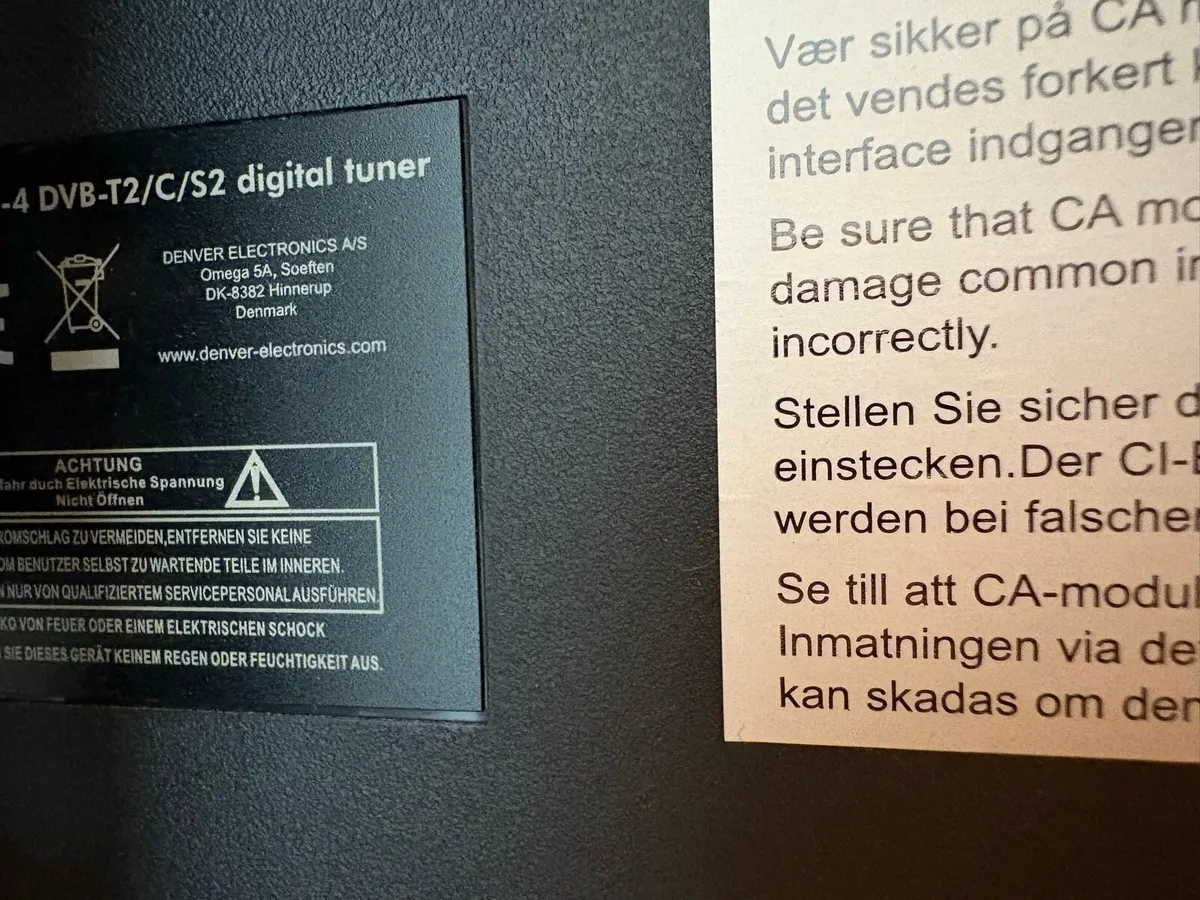 -4 DVB-T2/C/S2 digital tuner
DENVER ELECTRONICS A/S
Omega 5A, Soeften
DK-8382 Hinnerup
Denmark
www.denver-electronics.com
ACHTUNG
fahr duch Elektrische Spannung
Nicht Öffnen
ROMSCHLAG ZU VERMEIDEN,ENTFERNEN SIE KEINE
OM BENUTZER SELBST ZU WARTENDE TEILE IM INNEREN.
N NUR VON QUALIFIZIERTEM SERVICEPERSONAL AUSFÜHREN.
KO VON FEUER ODER EINEM ELEKTRISCHEN SCHOCK
SIE DIESES GERÄT KEINEM REGEN ODER FEUCHTIGKEIT AUS.
Vær sikker på CA
det vendes forkert
interface indganger
Be sure that CA mo
damage common in
incorrectly.
Stellen Sie sicher d
einstecken.Der CI-
werden bei falscher
Se till att CA-modul
Inmatningen via de
kan skadas om den